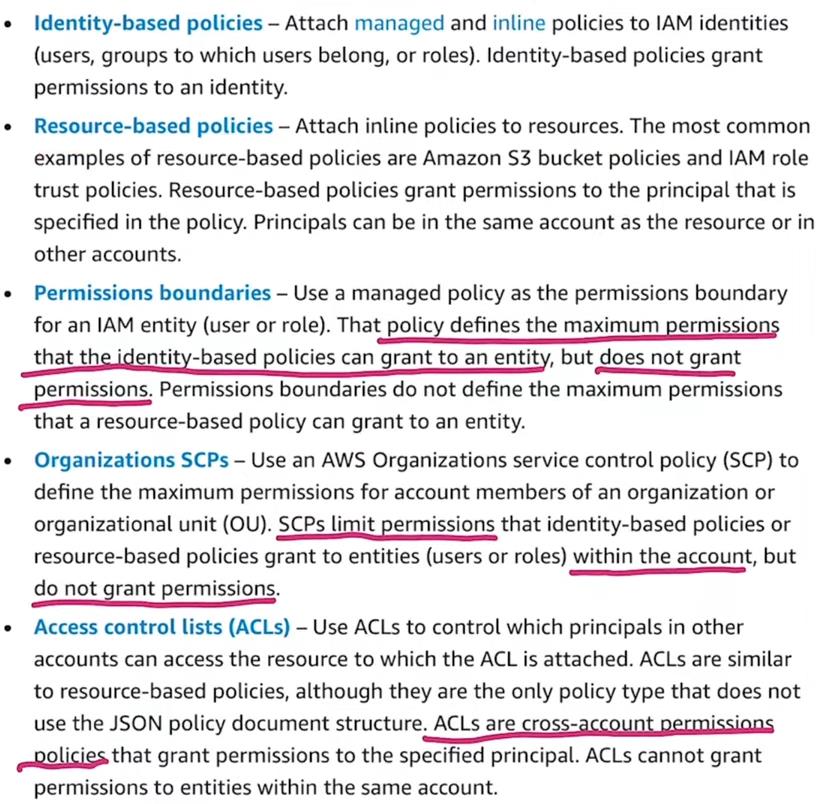 • Identity-based policies – Attach managed and inline policies to IAM identities
(users, groups to which users belong, or roles). Identity-based policies grant
permissions to an identity.
• Resource-based policies – Attach inline policies to resources. The most common
examples of resource-based policies are Amazon S3 bucket policies and IAM role
trust policies. Resource-based policies grant permissions to the principal that is
specified in the policy. Principals can be in the same account as the resource or in
other accounts.
• Permissions boundaries – Use a managed policy as the permissions boundary
for an IAM entity (user or role). That policy defines the maximum permissions
that the identity-based policies can grant to an entity, but does not grant
permissions. Permissions boundaries do not define the maximum permissions
that a resource-based policy can grant to an entity.
• Organizations SCPs – Use an AWS Organizations service control policy (SCP) to
define the maximum permissions for account members of an organization or
organizational unit (OU). SCPs limit permissions that identity-based policies or
resource-based policies grant to entities (users or roles) within the account, but
do not grant permissions.
• Access control lists (ACLs) – Use ACLs to control which principals in other
accounts can access the resource to which the ACL is attached. ACLs are similar
to resource-based policies, although they are the only policy type that does not
use the JSON policy document structure. ACLs are cross-account permissions
policies that grant permissions to the specified principal. ACLs cannot grant
permissions to entities within the same account.